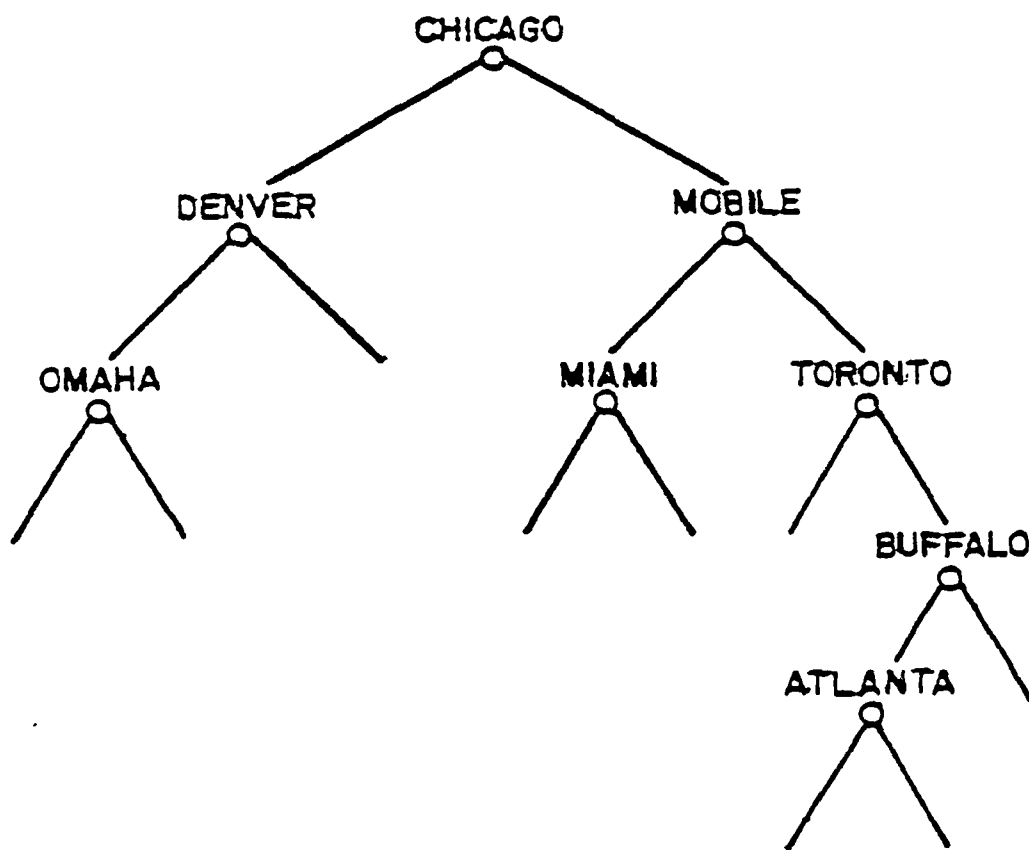 CHICAGO
DENVER MOBILE
OMAHA MIAMI TORONTO
BUFFALO
ATLANTA